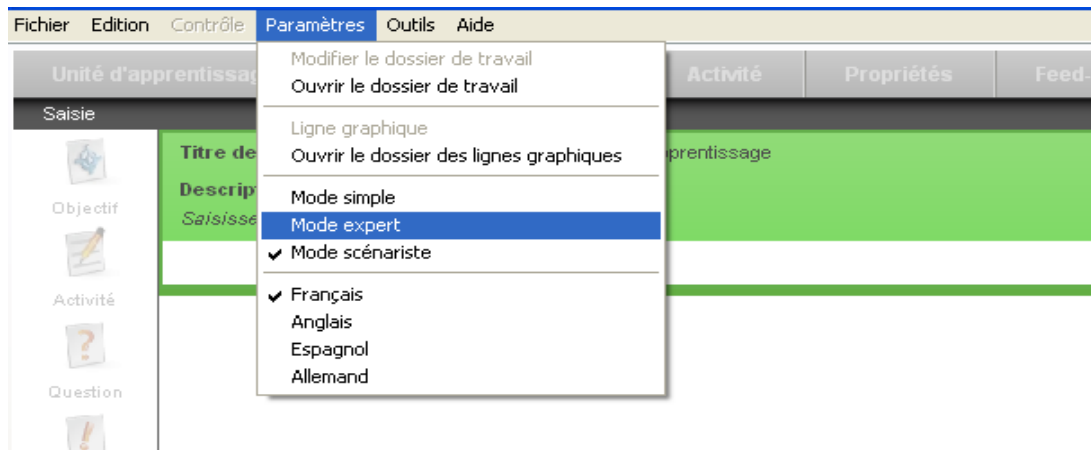 Fichier Edition Contrôle Paramètres Outils Aide
Unité d'apprentissag Activité Propriétés Feed-
Saisie
Modifier le dossier de travail
Ouvrir le dossier de travail
Ligne graphique
Ouvrir le dossier des lignes graphiques
Mode simple
Mode expert
Mode scénariste
Français
Anglais
Espagnol
Allemand
Objectif
Activité
Question
Titre de prentissage
Descrip
Saisisse